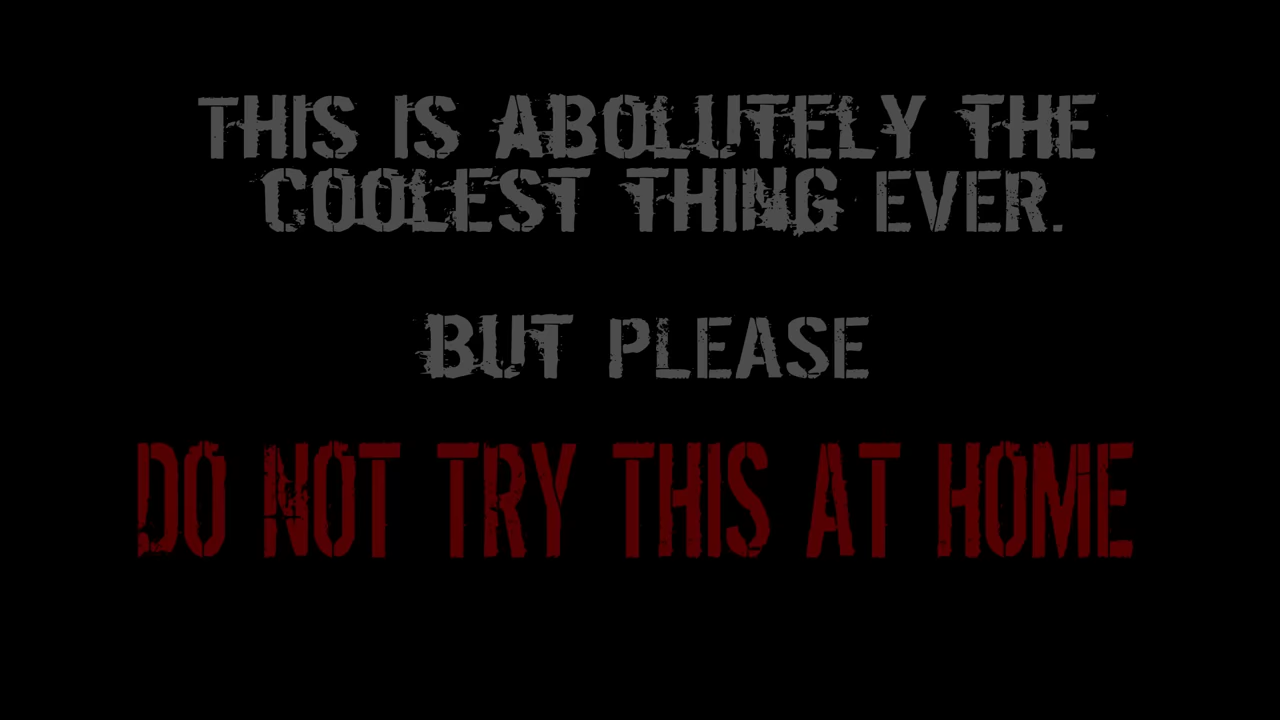 THIS IS ABOLUTELY THE
COOLEST THING EVER.
BUT PLEASE
DO NOT TRY THIS AT HOME